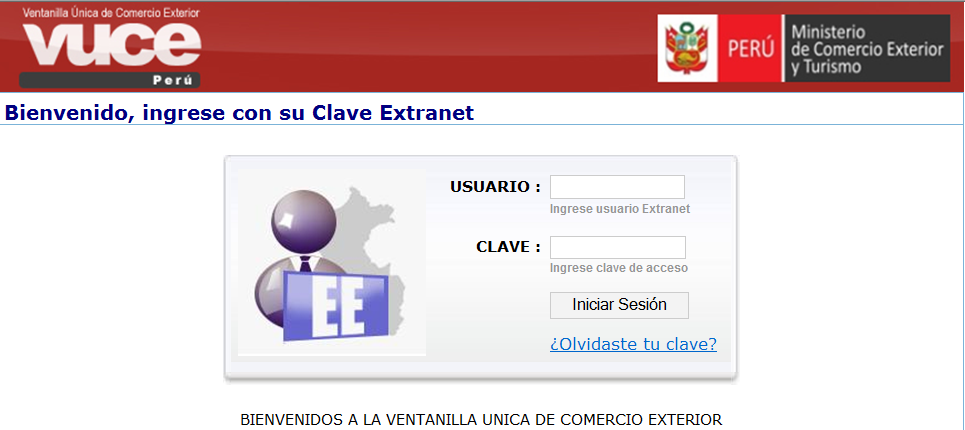 Ventanilla Única de Comercio Exterior
vuce
Perú
PERÚ
Ministerio
de Comercio Exterior
y Turismo
Bienvenido, ingrese con su Clave Extranet
USUARIO :
Ingrese usuario Extranet
CLAVE :
Ingrese clave de acceso
EE
Iniciar Sesión
¿Olvidaste tu clave?
BIENVENIDOS A LA VENTANILLA UNICA DE COMERCIO EXTERIOR